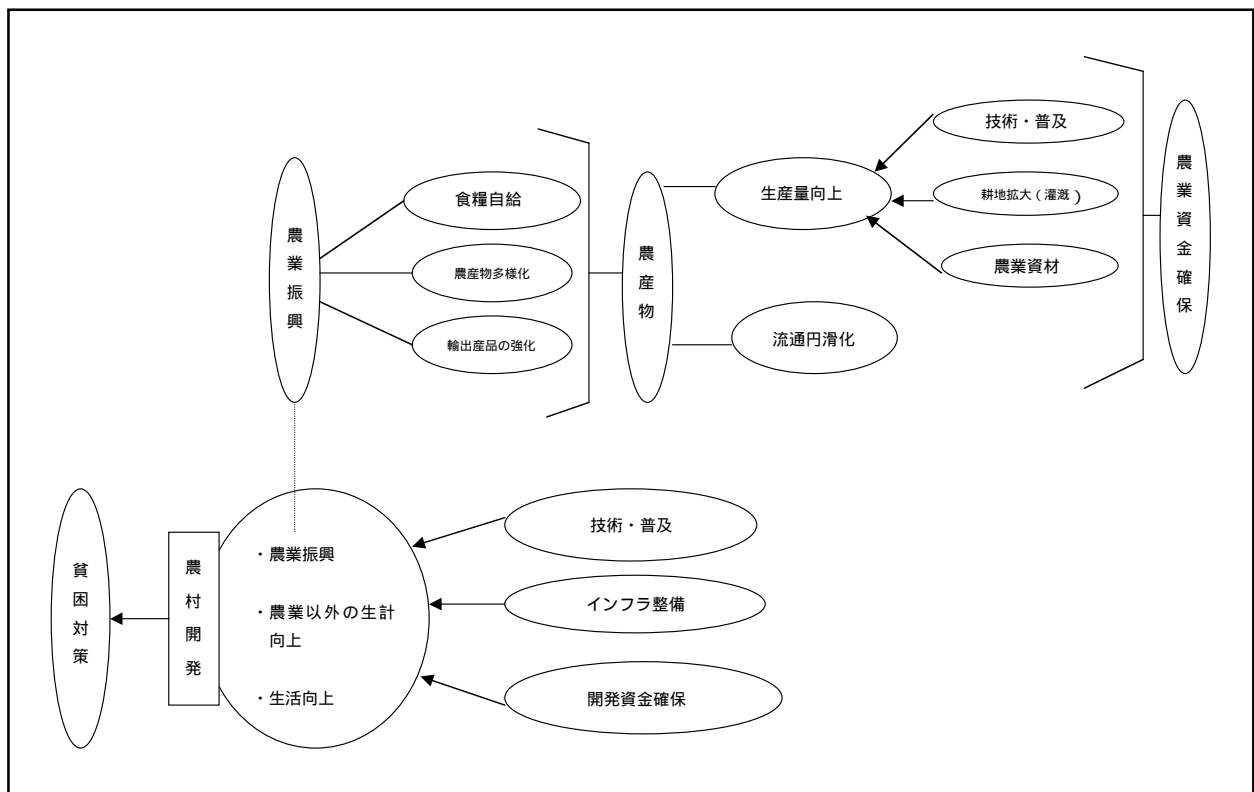 農業振興
食糧自給
農産物多様化
輸出産品の強化
農産物
生産量向上
流通円滑化
技術・普及
耕地拡大（灌漑）
農業資材
農業資金確保
貧困対策
農村開発
・農業振興
・農業以外の生計
向上
・生活向上
技術・普及
インフラ整備
開発資金確保